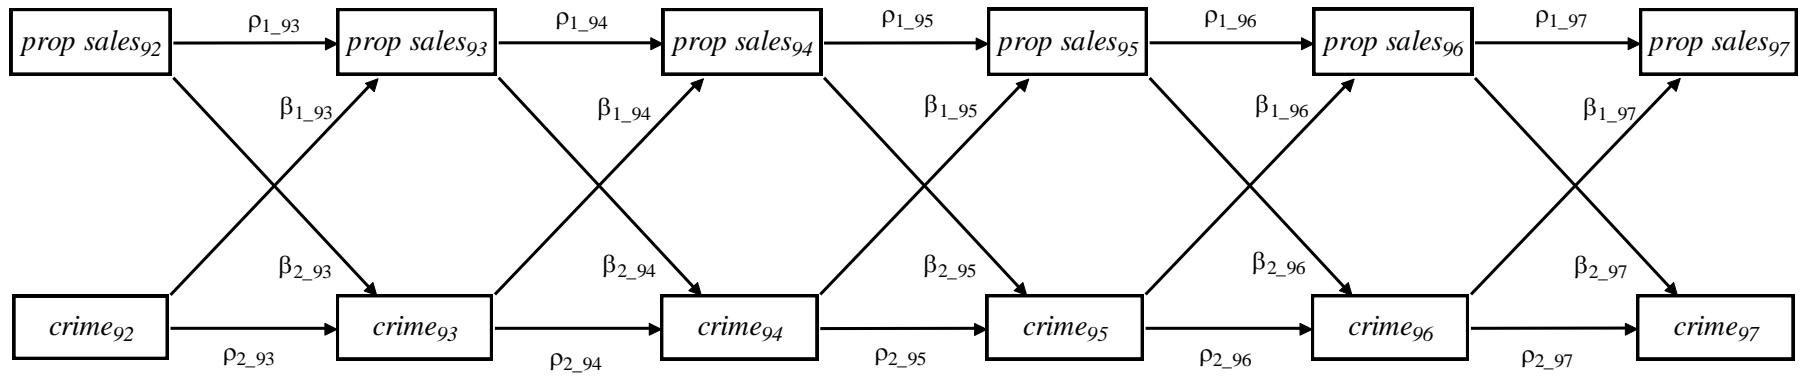 ρ1_93 ρ1_94 ρ1_95 ρ1_96 ρ1_97
prop sales92 prop sales93 prop sales94 prop sales95 prop sales96 prop sales97
β1_93 β1_94 β1_95 β1_96 β1_97
β2_93 β2_94 β2_95 β2_96 β2_97
crime92 crime93 crime94 crime95 crime96 crime97
ρ2_93 ρ2_94 ρ2_95 ρ2_96 ρ2_97